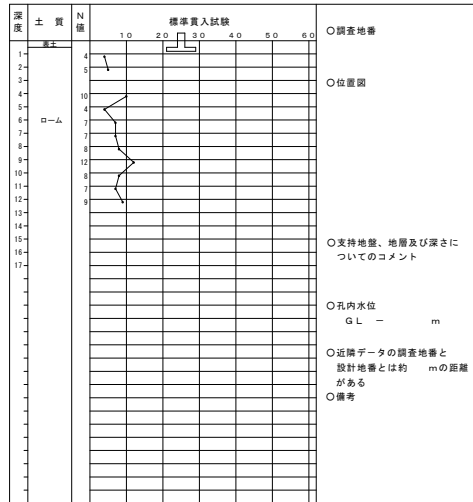 深度 土質 N値 標準貫入試験
10 20 30 40 50 60
表土
1 4
2 5
3
4 10
5 4
6 ローム 7
7 7
8 8
9 12
10 8
11 7
12 9
13
14
15
16
17
○調査地番
○位置図
○支持地盤、地層及び深さに
ついてのコメント
○孔内水位
GL － m
○近隣データの調査地番と
設計地番とは約 mの距離
がある
○備考